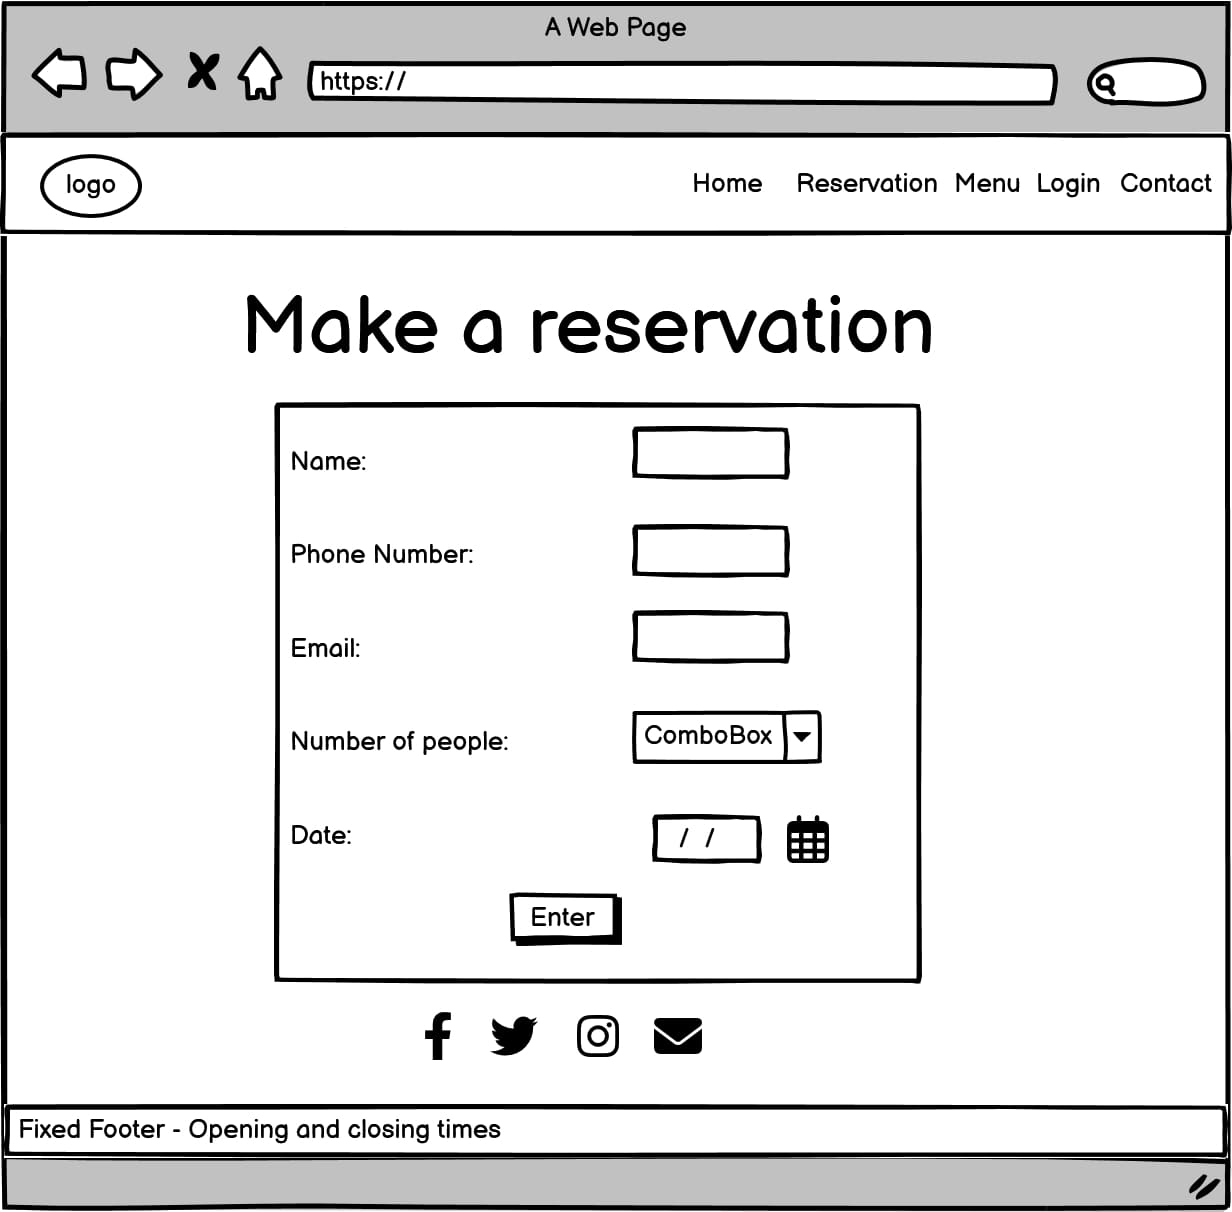 A Web Page
https://
logo
Home Reservation Menu Login Contact
Make a reservation
Name:
Phone Number:
Email:
Number of people: ComboBox
Date: / /
Enter
Fixed Footer - Opening and closing times